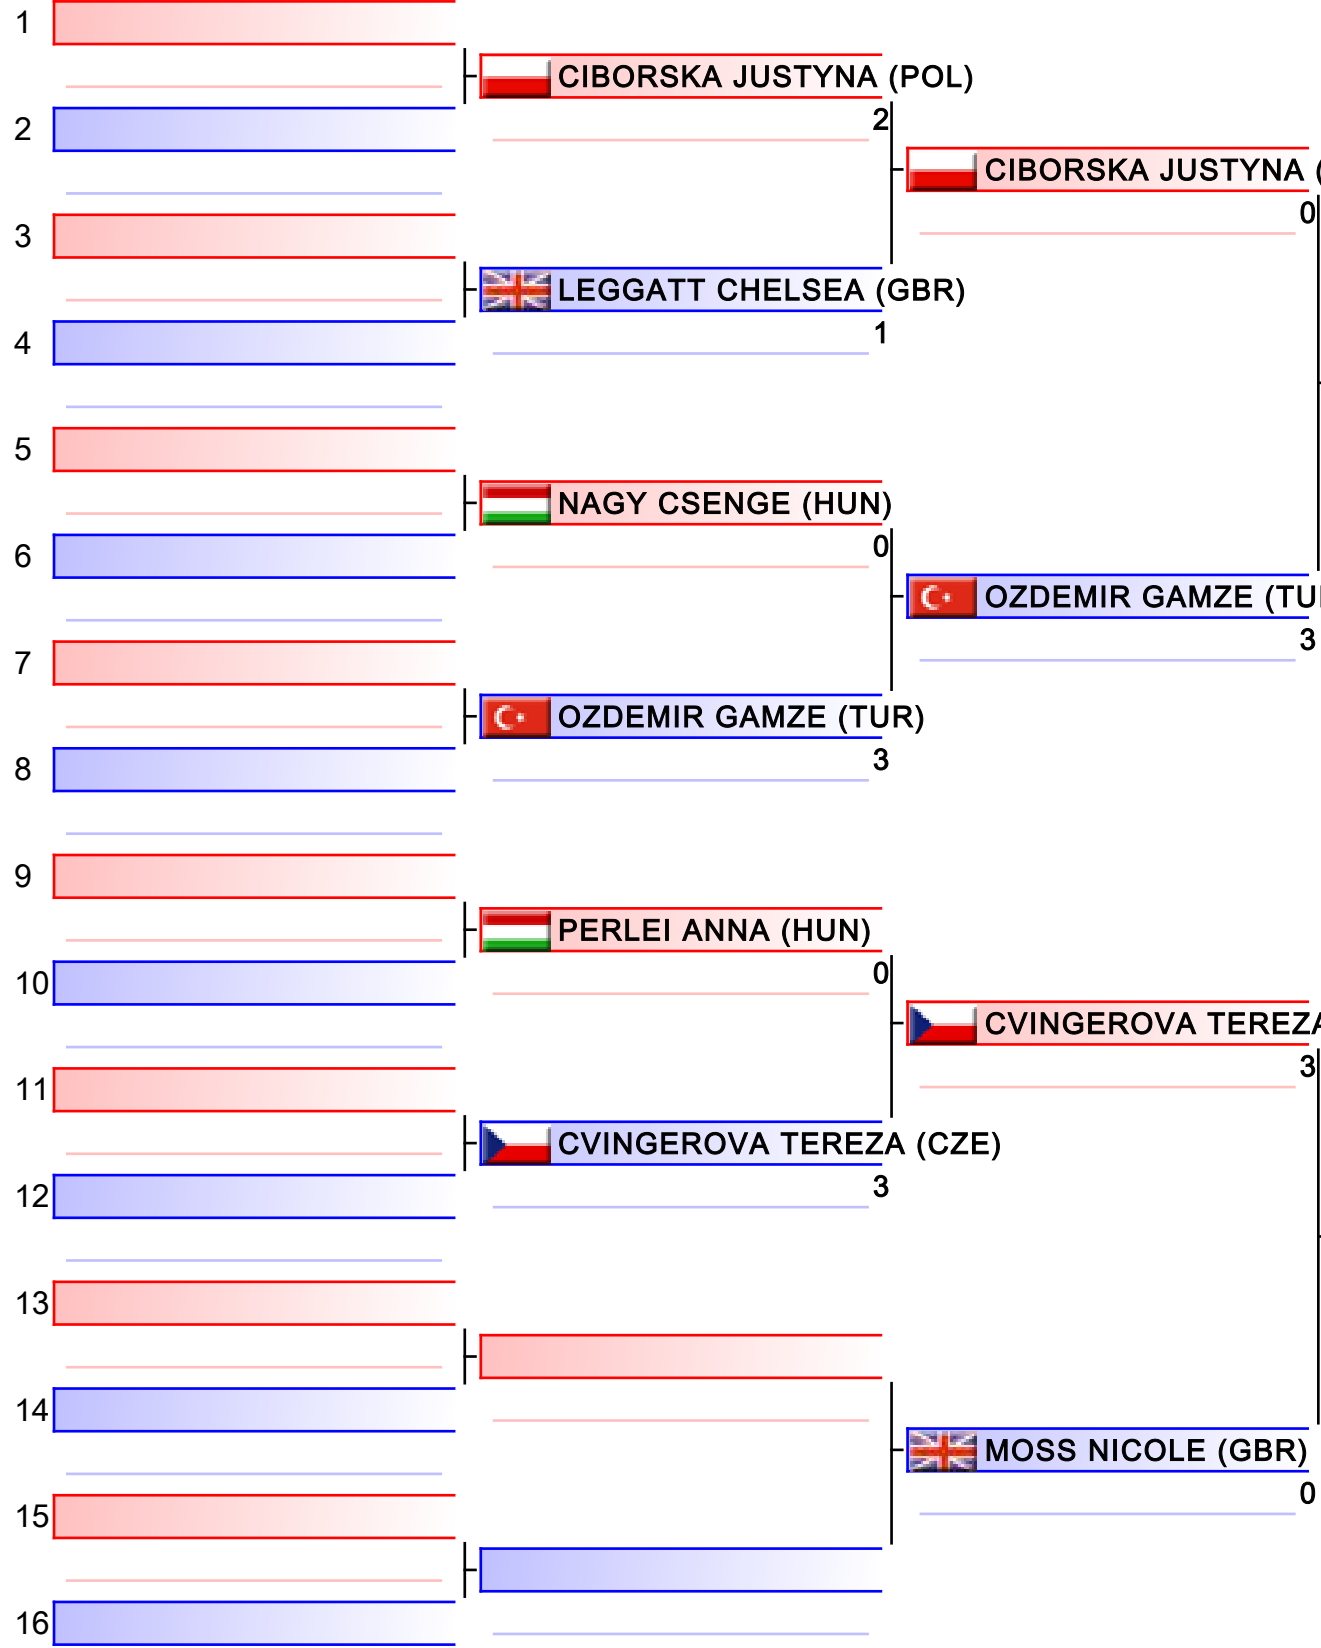 1
CIBORSKA JUSTYNA (POL)
2
2
CIBORSKA JUSTYNA (
0
3
LEGGATT CHELSEA (GBR)
1
4
5
NAGY CSENGE (HUN)
0
6
OZDEMIR GAMZE (TU
3
7
OZDEMIR GAMZE (TUR)
3
8
9
PERLEI ANNA (HUN)
0
10
CVINGEROVA TEREZA
3
11
CVINGEROVA TEREZA (CZE)
3
12
13
14
MOSS NICOLE (GBR)
0
15
16